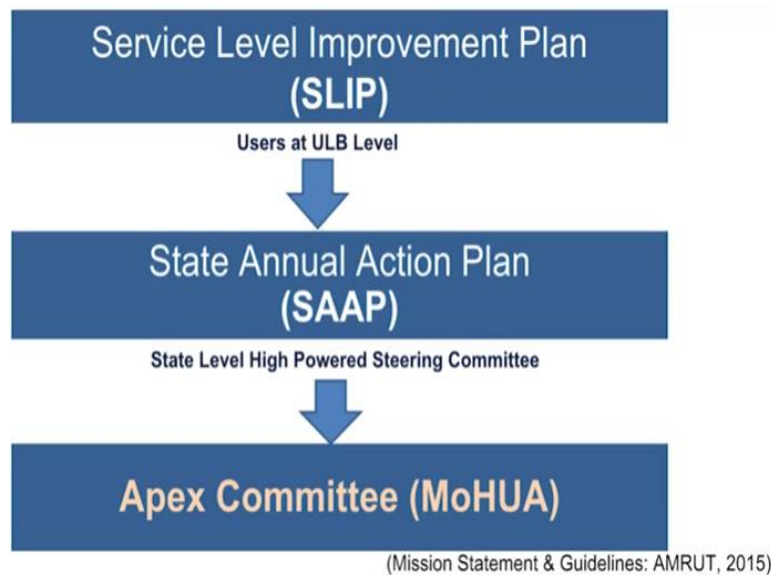 Service Level Improvement Plan
(SLIP)
Users at ULB Level
State Annual Action Plan
(SAAP)
State Level High Powered Steering Committee
Apex Committee (MoHUA)
(Mission Statement & Guidelines: AMRUT, 2015)